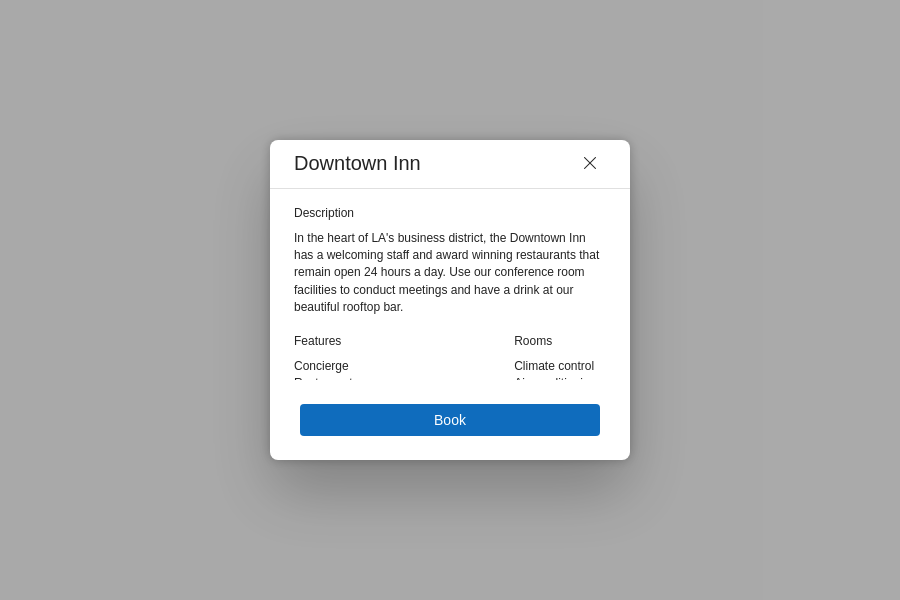 Downtown Inn
Description
In the heart of LA's business district, the Downtown Inn
has a welcoming staff and award winning restaurants that
remain open 24 hours a day. Use our conference room
facilities to conduct meetings and have a drink at our
beautiful rooftop bar.
Features
Rooms
Concierge
Climate control
Book